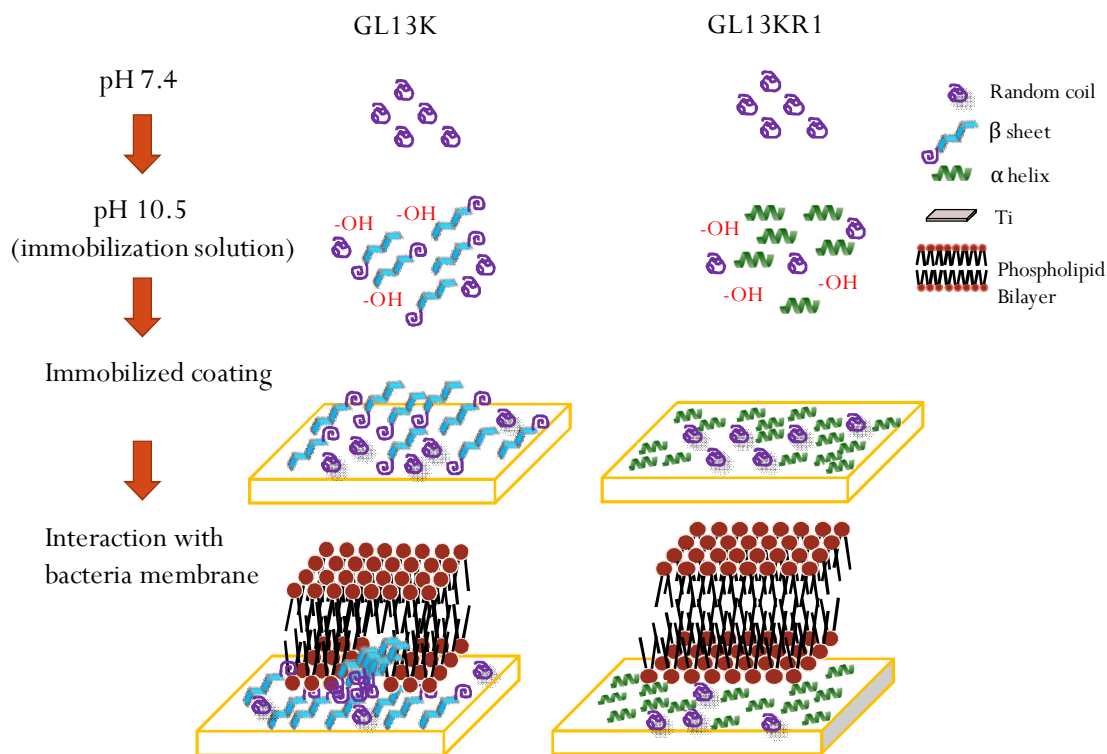 GL13K
GL13KR1
pH 7.4
Random coil
β sheet
α helix
pH 10.5
(immobilization solution)
-OH
-OH
-OH
-OH
-OH
-OH
Ti
Phospholipid
Bilayer
Immobilized coating
Interaction with
bacteria membrane